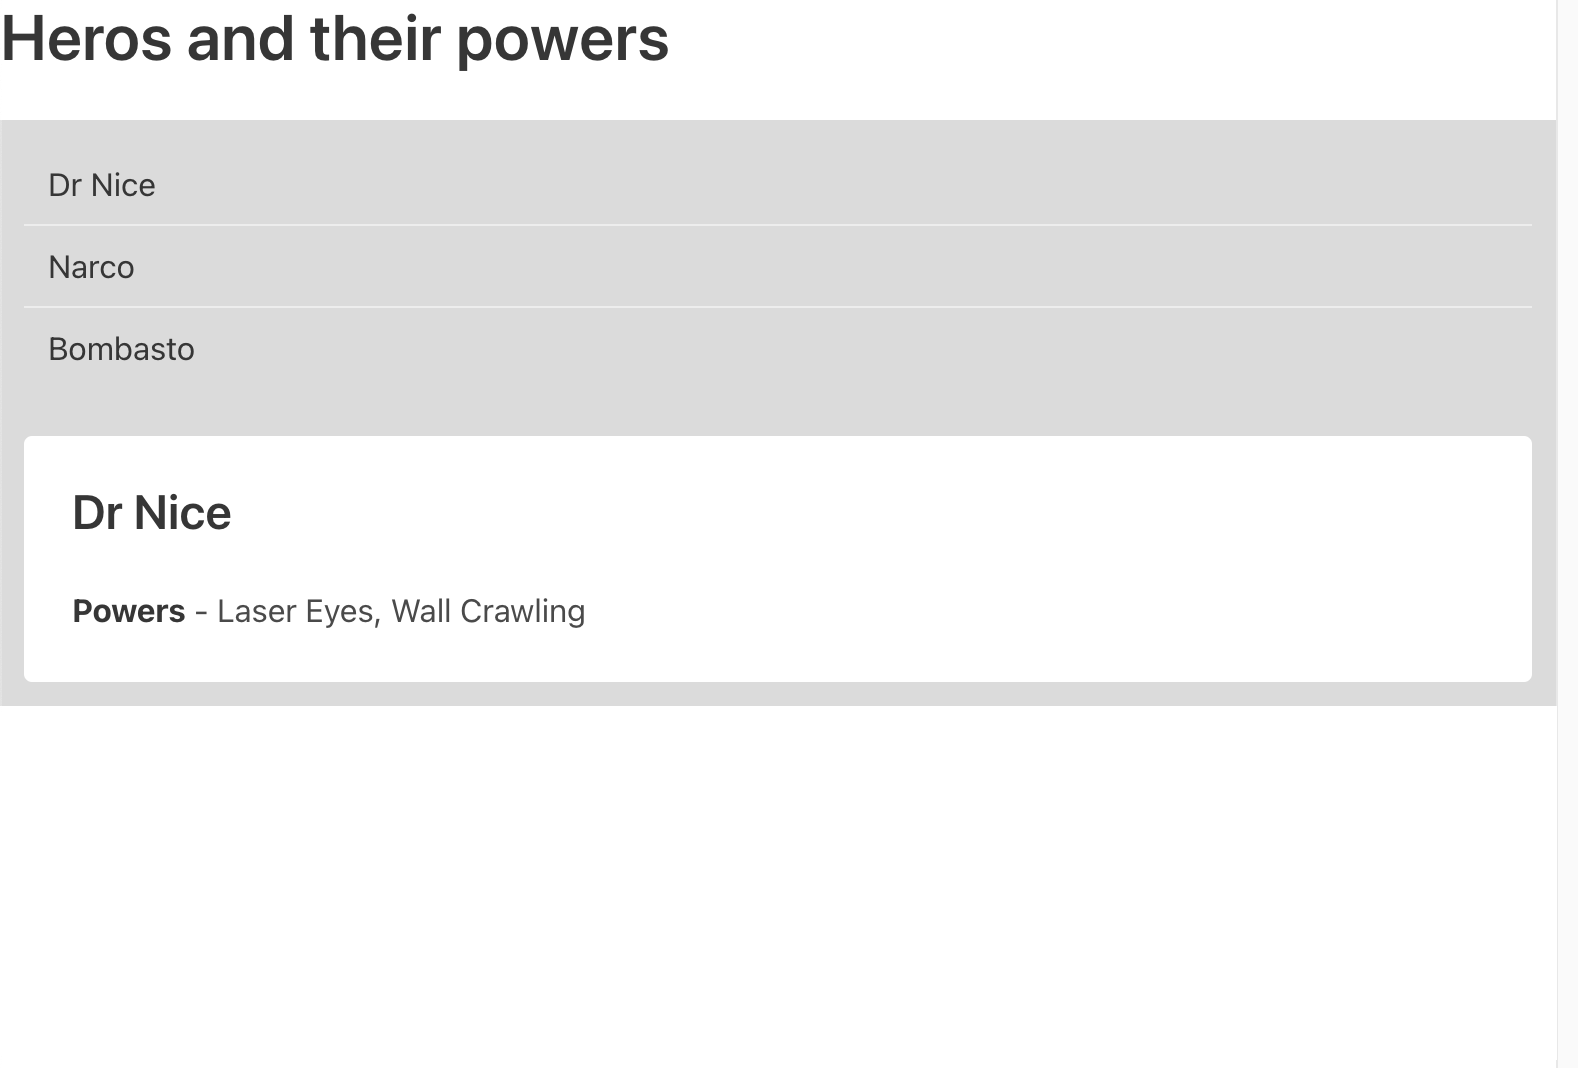 Heros and their powers
Dr Nice
Narco
Bombasto
Dr Nice
Powers - Laser Eyes, Wall Crawling